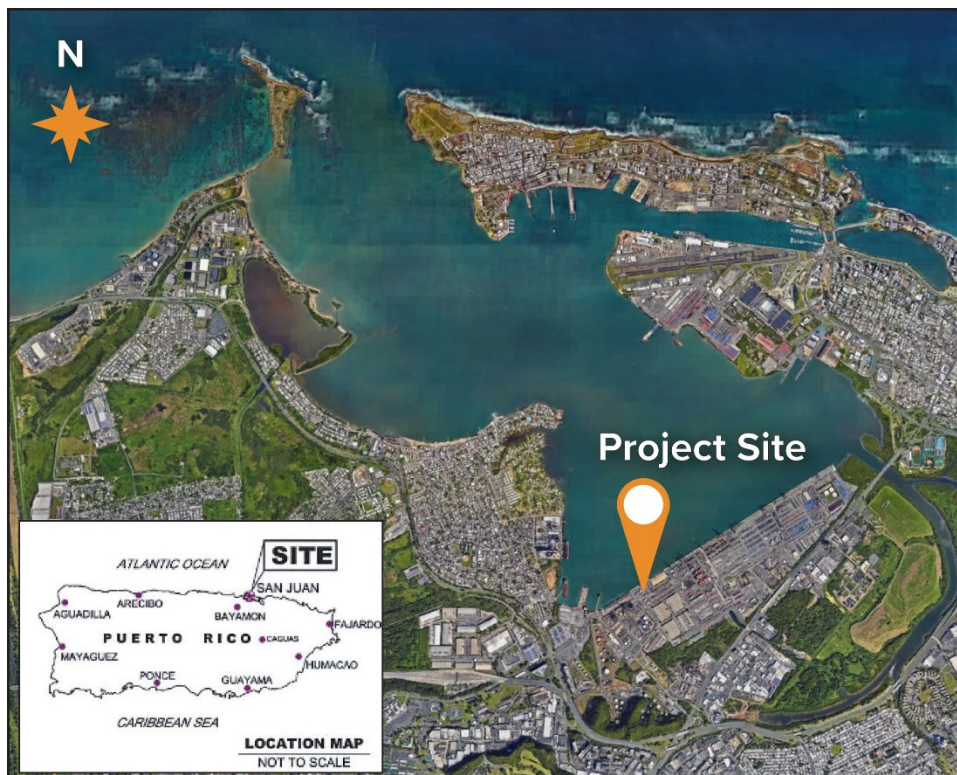 N
Project Site
SITE
ATLANTIC OCEAN
SAN JUAN
ARECIBO
AGUADILLA
BAYAMON
FAJARDO
PUERTO RICO
CAGUAS
MAYAGUEZ
HUMACAO
PONCE
GUAYAMA
CARIBBEAN SEA
LOCATION MAP
NOT TO SCALE